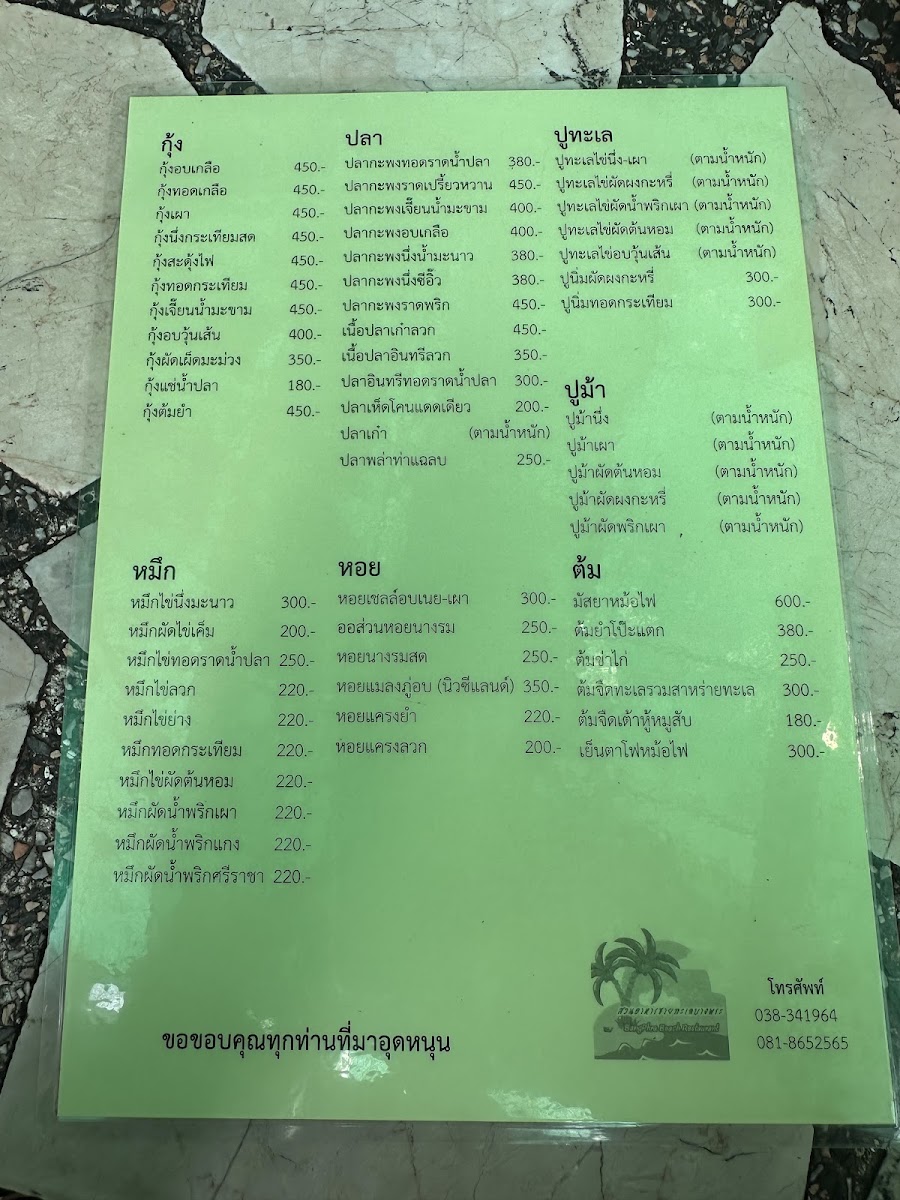 กุ้ง
กุ้งอบเกลือ 450.-
กุ้งทอดเกลือ 450.-
กุ้งเผา 450.-
กุ้งนึ่งกระเทียมสด 450.-
กุ้งสะดุ้งไฟ 450.-
กุ้งทอดกระเทียม 450.-
กุ้งเจี๊ยนน้ำมะขาม 450.-
กุ้งอบวุ้นเส้น 400.-
กุ้งผัดเผ็ดมะม่วง 350.-
กุ้งแช่น้ำปลา 180.-
กุ้งต้มยำ 450.-
ปลา
ปลากะพงทอดราดน้ำปลา 380.-
ปลากะพงราดเปรี้ยวหวาน 450.-
ปลากะพงเจี๊ยนน้ำมะขาม 400.-
ปลากะพงอบเกลือ 400.-
ปลากะพงนึ่งน้ำมะนาว 380.-
ปลากะพงนึ่งซีอิ๊ว 380.-
ปลากะพงราดพริก 450.-
เนื้อปลาเก๋าลวก 450.-
เนื้อปลาอินทรีลวก 350.-
ปลาอินทรีทอดราดน้ำปลา 300.-
ปลาเห็ดโคนแดดเดียว 200.-
ปลาเก๋า (ตามน้ำหนัก)
ปลาพล่าท่าแฉลบ 250.-
ปูทะเล
ปูทะเลไข่นึ่ง-เผา (ตามน้ำหนัก)
ปูทะเลไข่ผัดผงกะหรี่ (ตามน้ำหนัก)
ปูทะเลไข่ผัดน้ำพริกเผา (ตามน้ำหนัก)
ปูทะเลไข่ผัดต้นหอม (ตามน้ำหนัก)
ปูทะเลไข่อบวุ้นเส้น (ตามน้ำหนัก)
ปูนิ่มผัดผงกะหรี่ 300.-
ปูนิ่มทอดกระเทียม 300.-
ปูม้า
ปูม้านึ่ง (ตามน้ำหนัก)
ปูม้าเผา (ตามน้ำหนัก)
ปูม้าผัดต้นหอม (ตามน้ำหนัก)
ปูม้าผัดผงกะหรี่ (ตามน้ำหนัก)
ปูม้าผัดพริกเผา (ตามน้ำหนัก)
หมึก
หมึกไข่นึ่งมะนาว 300.-
หมึกผัดไข่เค็ม 200.-
หมึกไข่ทอดราดน้ำปลา 250.-
หมึกไข่ลวก 220.-
หมึกไข่ย่าง 220.-
หมึกทอดกระเทียม 220.-
หมึกไข่ผัดต้นหอม 220.-
หมึกผัดน้ำพริกเผา 220.-
หมึกผัดน้ำพริกแกง 220.-
หมึกผัดน้ำพริกศรีราชา 220.-
หอย
หอยเชลล์อบเนย-เผา 300.-
ออส่วนหอยนางรม 250.-
หอยนางรมสด 250.-
หอยแมลงภู่อบ (นิวซีแลนด์) 350.-
หอยแครงยำ 220.-
หอยแครงลวก 200.-
ต้ม
มัสยาหม้อไฟ 600.-
ต้มยำโป๊ะแตก 380.-
ต้มข่าไก่ 250.-
ต้มจืดทะเลรวมสาหร่ายทะเล 300.-
ต้มจืดเต้าหู้หมูสับ 180.-
เย็นตาโฟหม้อไฟ 300.-
Beach Restaurant
โทรศัพท์
038-341964
081-8652565
ขอขอบคุณทุกท่านที่มาอุดหนุน